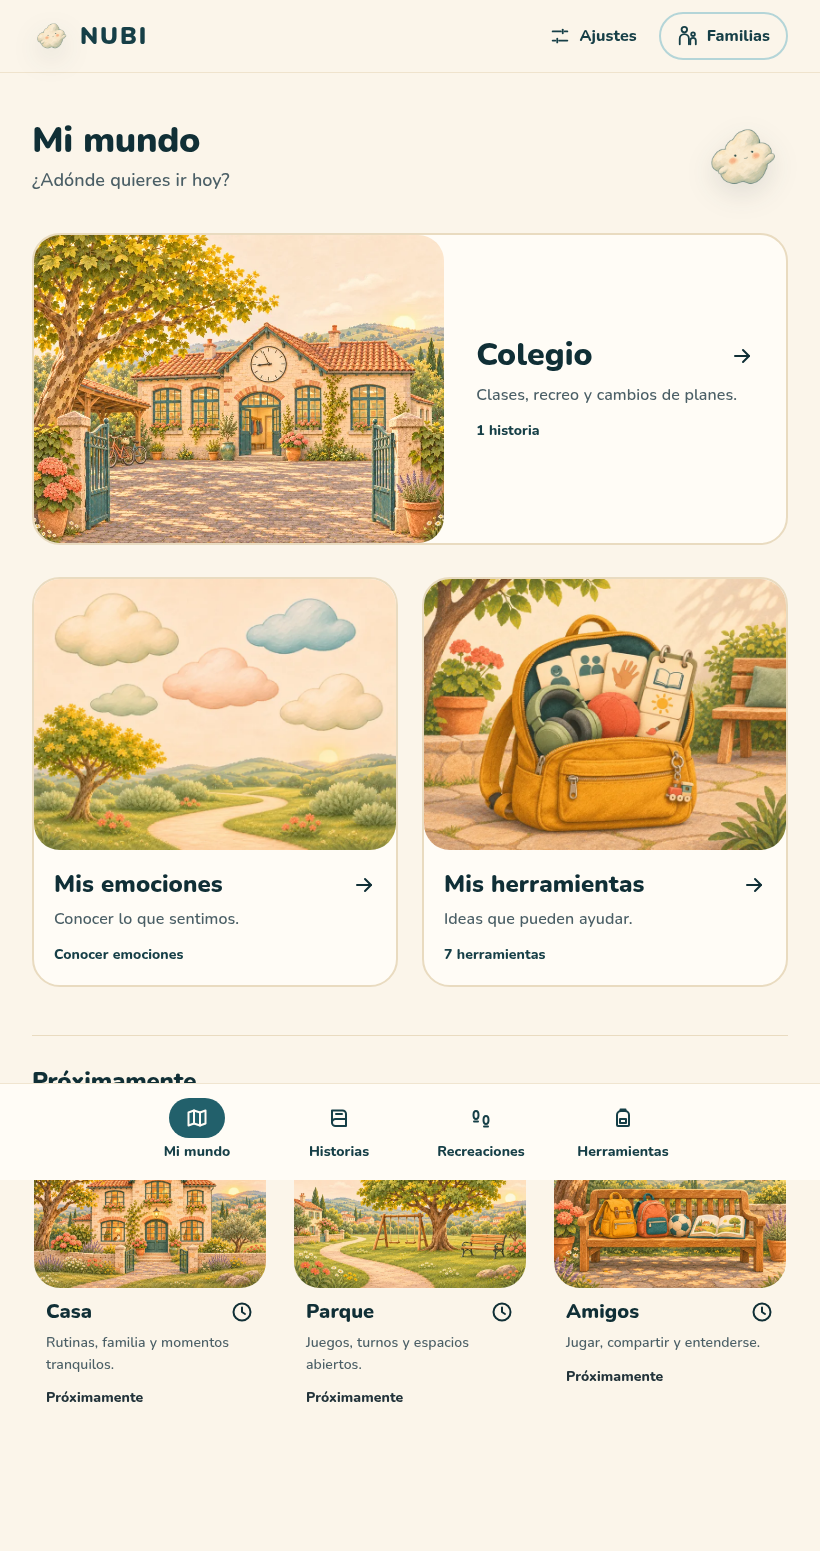 NUBI
Ajustes
Familias
Mi mundo
¿Adónde quieres ir hoy?
Colegio
Clases, recreo y cambios de planes.
1 historia
Mis emociones
Conocer lo que sentimos.
Conocer emociones
Mis herramientas
Ideas que pueden ayudar.
7 herramientas
Próximamente
Mi mundo
Historias
Recreaciones
Herramientas
Casa
Rutinas, familia y momentos
tranquilos.
Próximamente
Parque
Juegos, turnos y espacios
abiertos.
Próximamente
Amigos
Jugar, compartir y entenderse.
Próximamente